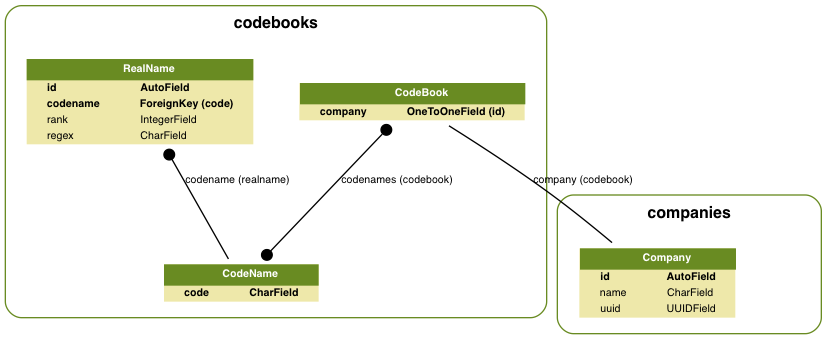 codebooks
RealName
id AutoField
codename ForeignKey (code)
rank IntegerField
regex CharField
CodeBook
company OneToOneField (id)
codename (realname)
codenames (codebook)
company (codebook)
CodeName
code CharField
companies
Company
id AutoField
name CharField
uuid UUIDField